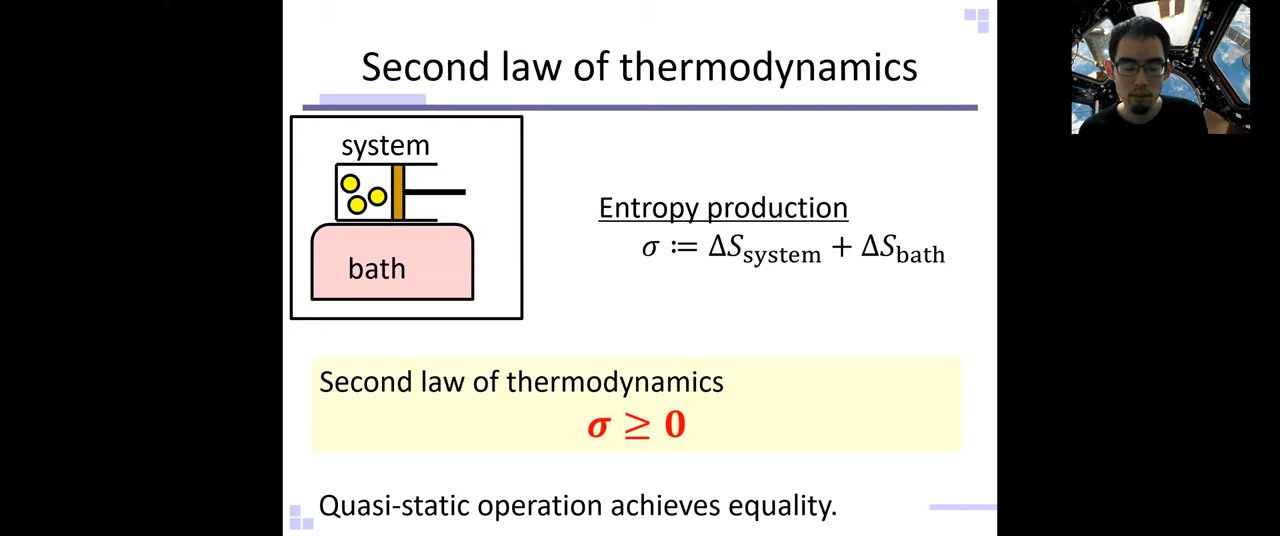 Second law of thermodynamics
system
bath
Entropy production
σ ≔ ΔS_system + ΔS_bath
Second law of thermodynamics
σ ≥ 0
Quasi-static operation achieves equality.